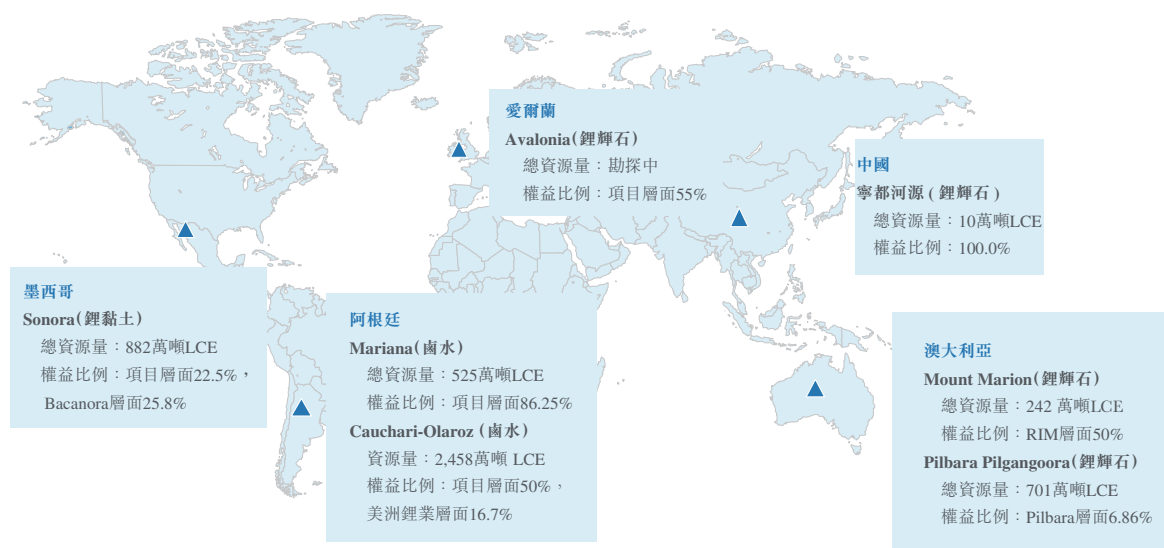 愛爾蘭
Avalonia(鋰輝石)
總資源量：勘探中
權益比例：項目層面55%
中國
寧都河源 ( 鋰輝石 )
總資源量：10萬噸LCE
權益比例：100.0%
墨西哥
Sonora(鋰黏土)
總資源量：882萬噸LCE
權益比例：項目層面22.5%，
Bacanora層面25.8%
阿根廷
Mariana(鹵水)
總資源量：525萬噸LCE
權益比例：項目層面86.25%
Cauchari-Olaroz (鹵水)
資源量：2,458萬噸 LCE
權益比例：項目層面50%，
美洲鋰業層面16.7%
澳大利亞
Mount Marion(鋰輝石)
總資源量：242 萬噸LCE
權益比例：RIM層面50%
Pilbara Pilgangoora(鋰輝石)
總資源量：701萬噸LCE
權益比例：Pilbara層面6.86%